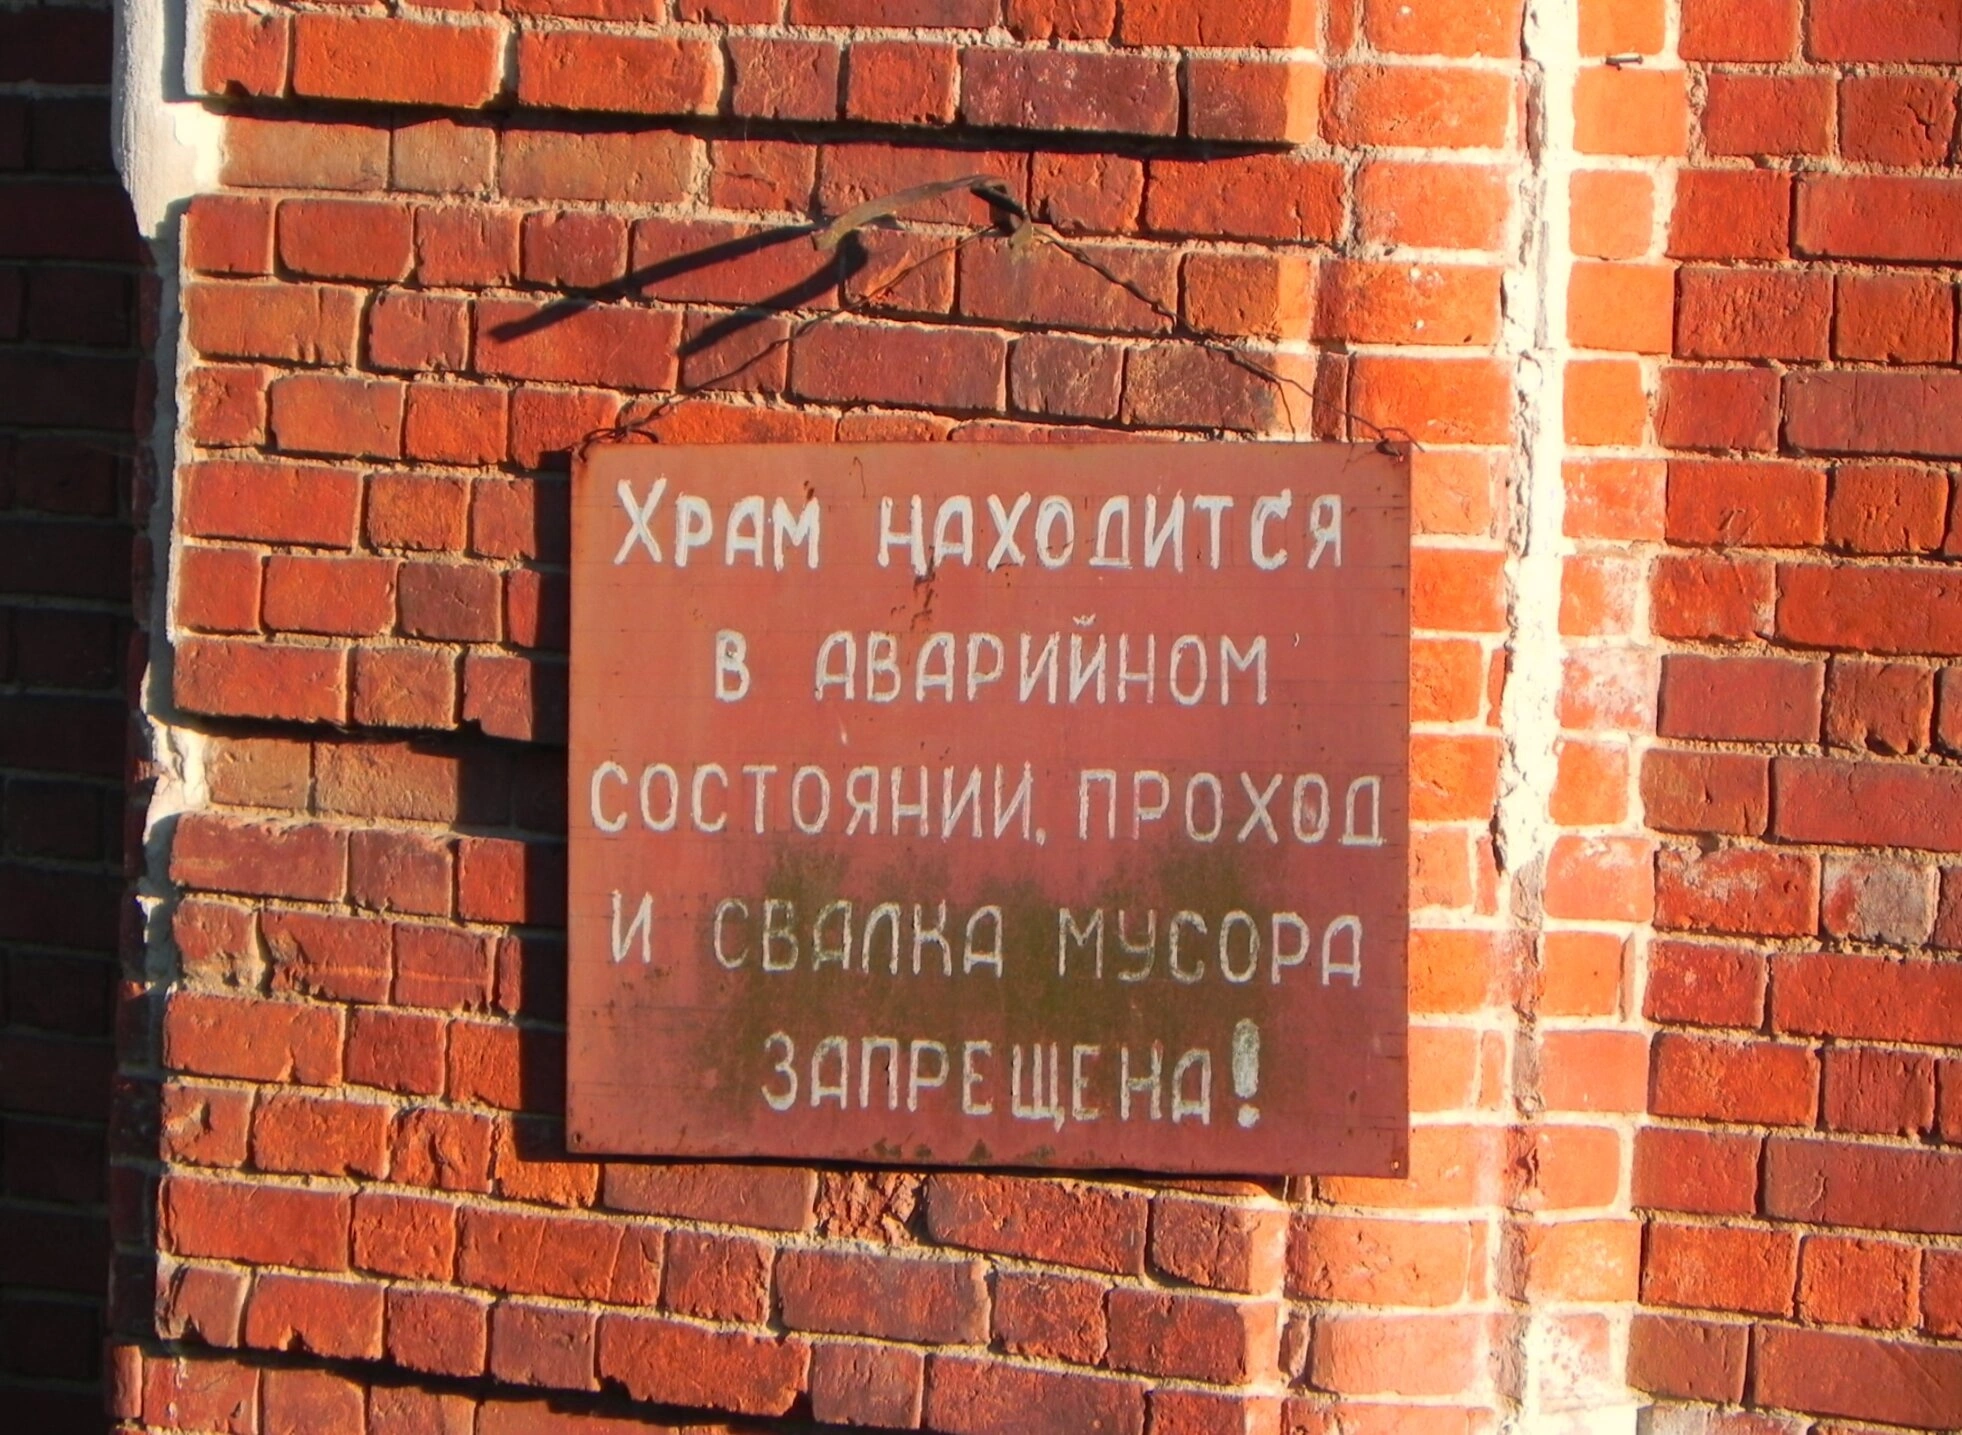 ХРАМ НАХОДИТСЯ
В АВАРИЙНОМ
СОСТОЯНИИ, ПРОХОД
И СВАЛКА МУСОРА
ЗАПРЕЩЕНА!